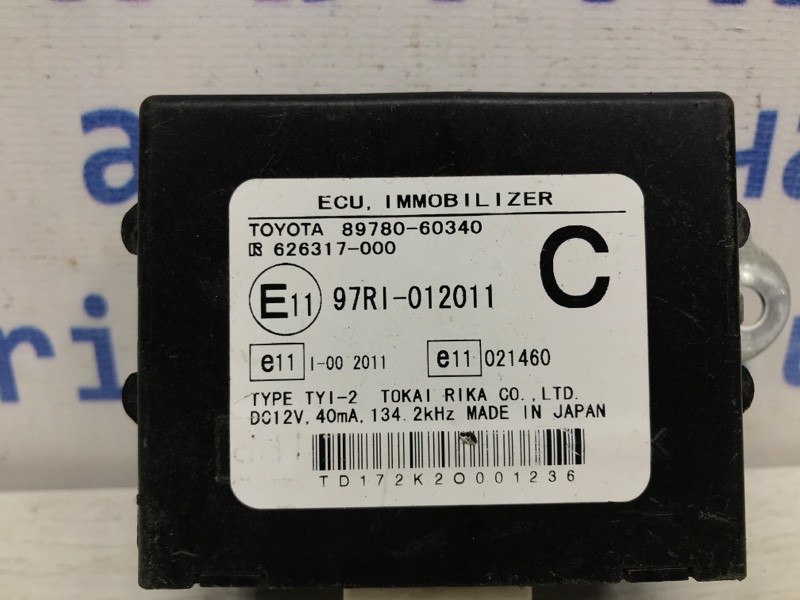 ECU, IMMOBILIZER
TOYOTA 89780-60340
626317-000
C
E11 97RI-012011
e11 I-00 2011 e11 021460
TYPE TYI-2 TOKAI RIKA CO., LTD.
DC12V, 40mA, 134.2kHz MADE IN JAPAN
TD172K20001236